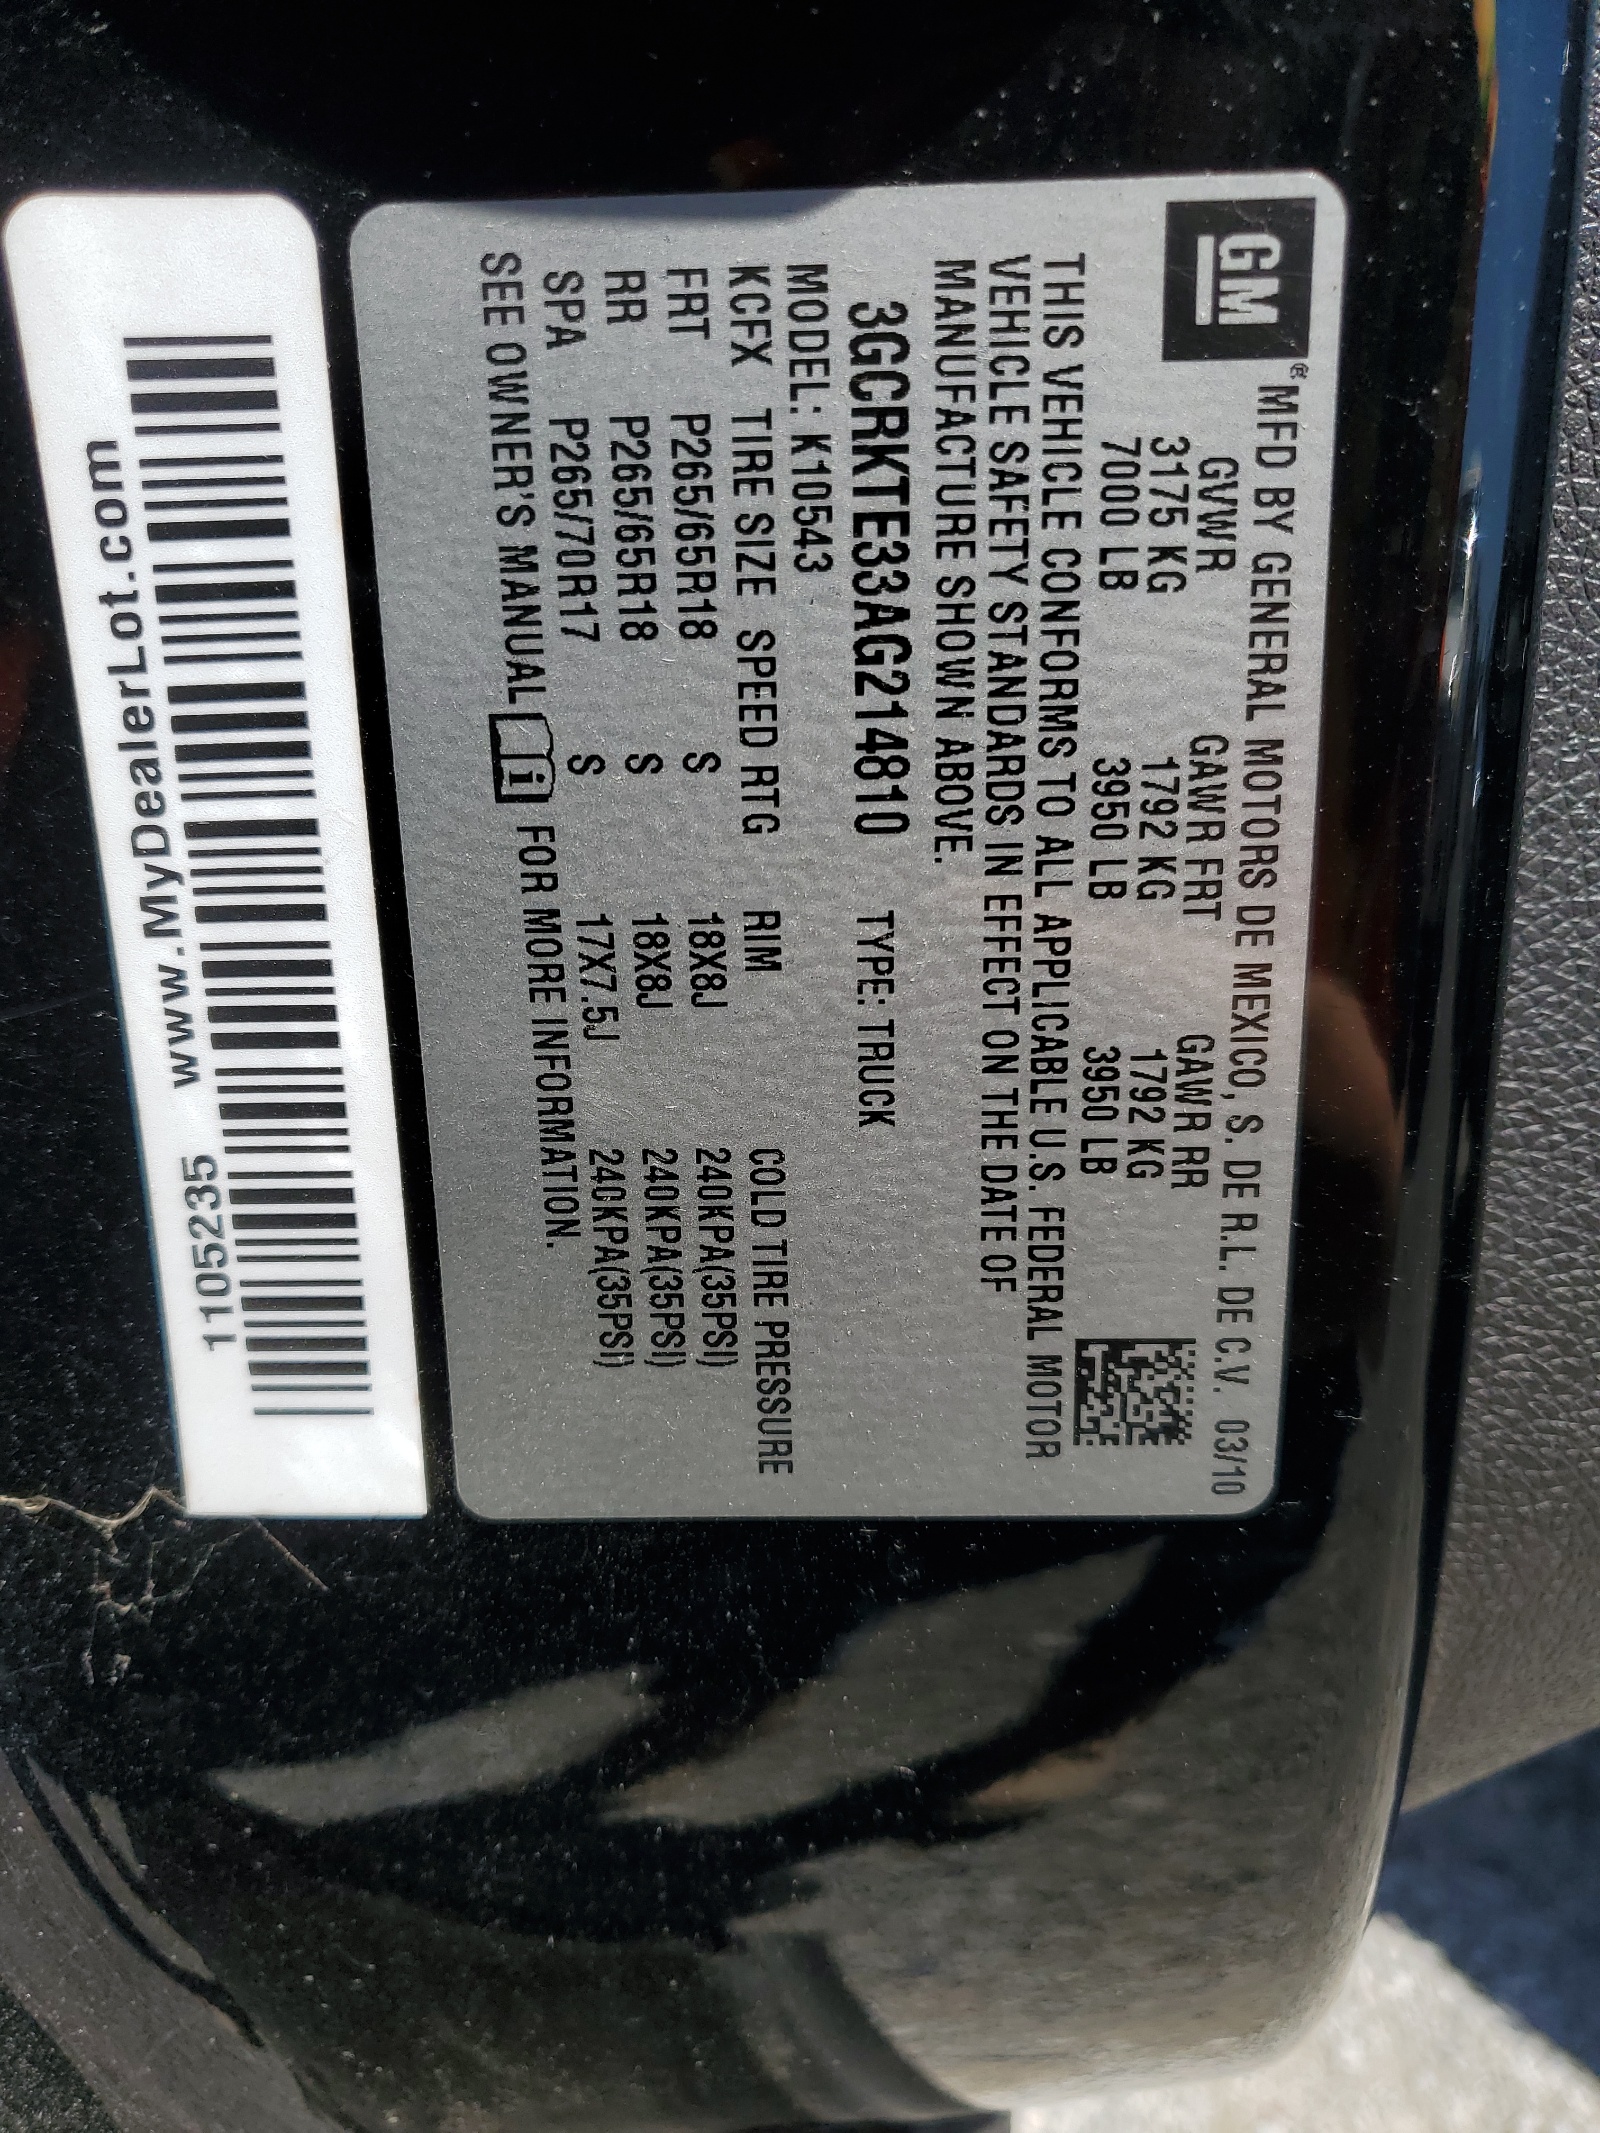 GM
® MFD BY GENERAL MOTORS DE MEXICO, S. DE R.L. DE C.V. 03/10
GVWR GAWR FRT GAWR RR
3175 KG 1792 KG 1792 KG
7000 LB 3950 LB 3950 LB
THIS VEHICLE CONFORMS TO ALL APPLICABLE U.S. FEDERAL MOTOR
VEHICLE SAFETY STANDARDS IN EFFECT ON THE DATE OF
MANUFACTURE SHOWN ABOVE.
3GCRKTE33AG214810 TYPE: TRUCK
MODEL: K10543
KCFX TIRE SIZE SPEED RTG RIM COLD TIRE PRESSURE
FRT P265/65R18 S 18X8J 240KPA(35PSI)
RR P265/65R18 S 18X8J 240KPA(35PSI)
SPA P265/70R17 S 17X7.5J 240KPA(35PSI)
SEE OWNER'S MANUAL i FOR MORE INFORMATION.
www.MyDealerLot.com 1105235